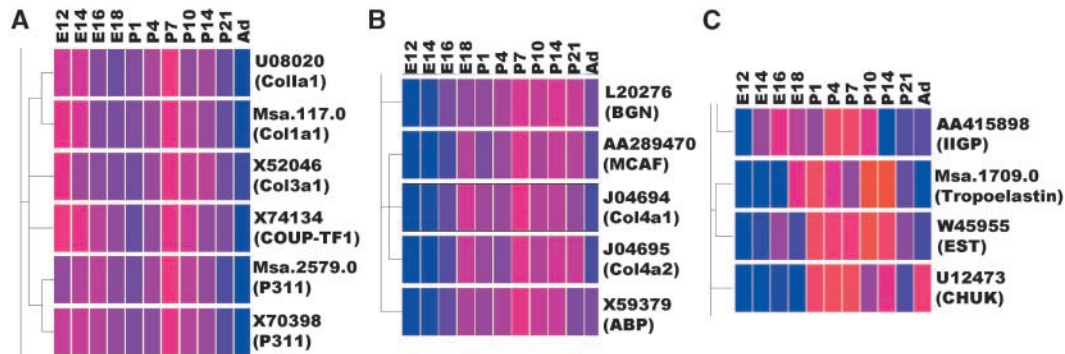 A
E12 E14 E16 E18 P1 P4 P7 P10 P14 P21 Ad
U08020
(ColIa1)
Msa.117.0
(Col1a1)
X52046
(Col3a1)
X74134
(COUP-TF1)
Msa.2579.0
(P311)
X70398
(P311)
B
E12 E14 E16 E18 P1 P4 P7 P10 P14 P21 Ad
L20276
(BGN)
AA289470
(MCAF)
J04694
(Col4a1)
J04695
(Col4a2)
X59379
(ABP)
C
E12 E14 E16 E18 P1 P4 P7 P10 P14 P21 Ad
AA415898
(IIGP)
Msa.1709.0
(Tropoelastin)
W45955
(EST)
U12473
(CHUK)